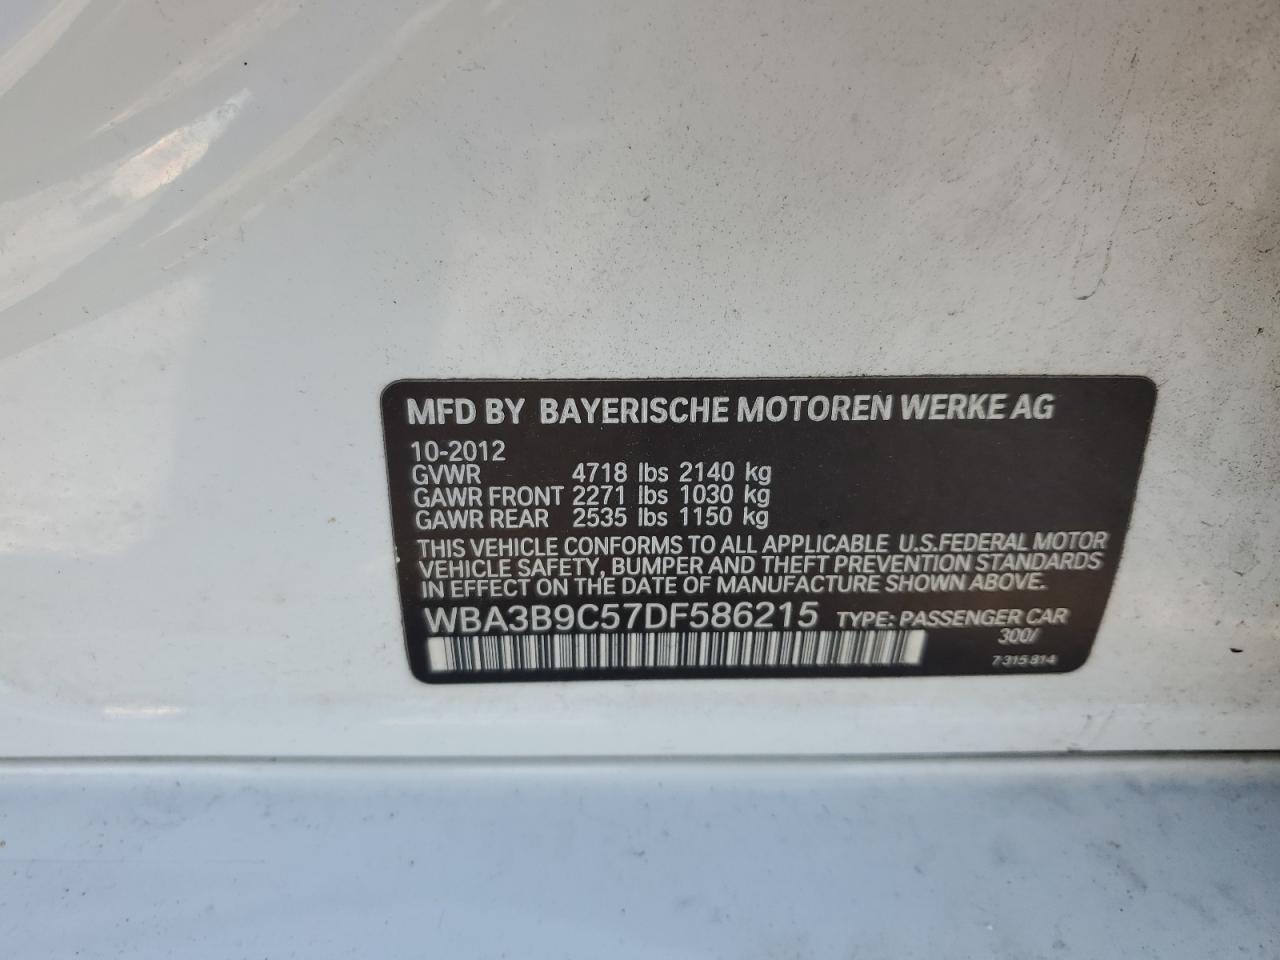 MFD BY BAYERISCHE MOTOREN WERKE AG
10-2012
GVWR 4718 lbs 2140 kg
GAWR FRONT 2271 lbs 1030 kg
GAWR REAR 2535 lbs 1150 kg
THIS VEHICLE CONFORMS TO ALL APPLICABLE U.S.FEDERAL MOTOR
VEHICLE SAFETY, BUMPER AND THEFT PREVENTION STANDARDS
IN EFFECT ON THE DATE OF MANUFACTURE SHOWN ABOVE.
WBA3B9C57DF586215 TYPE: PASSENGER CAR
300/
7 315 814